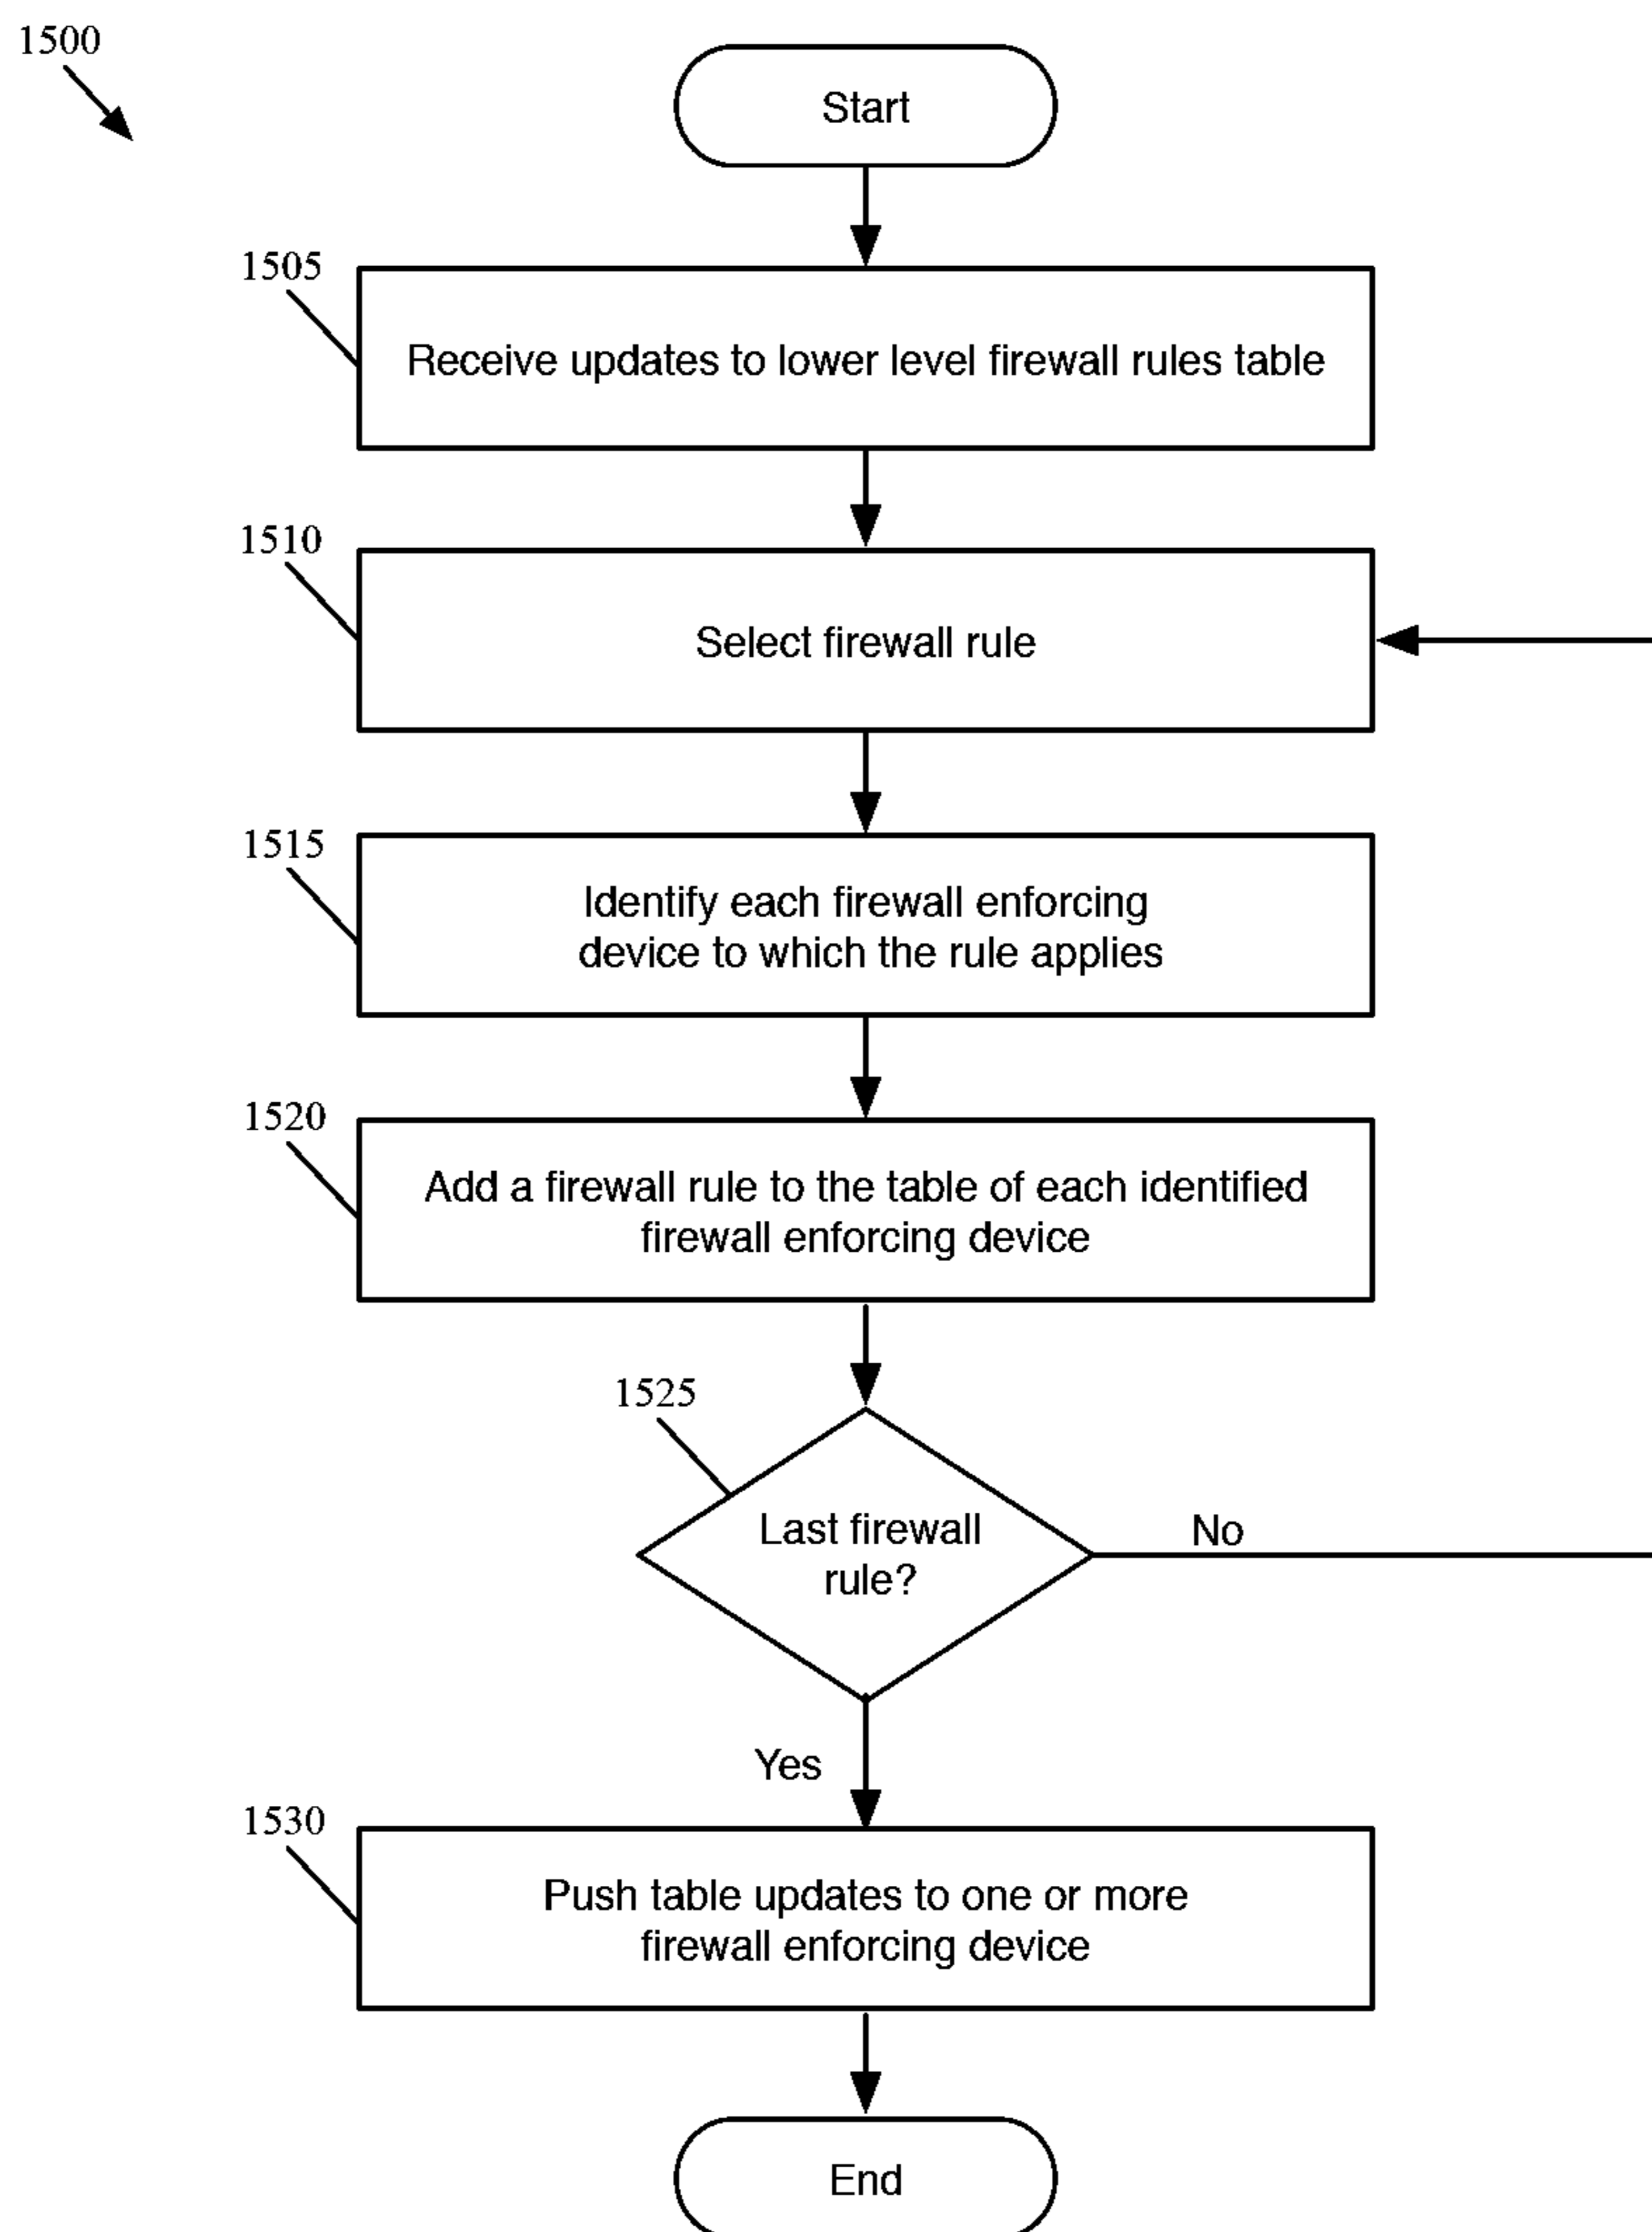 1500
Start
1505
Receive updates to lower level firewall rules table
1510
Select firewall rule
1515
Identify each firewall enforcing
device to which the rule applies
1520
Add a firewall rule to the table of each identified
firewall enforcing device
1525
Last firewall
rule?
No
Yes
1530
Push table updates to one or more
firewall enforcing device
End